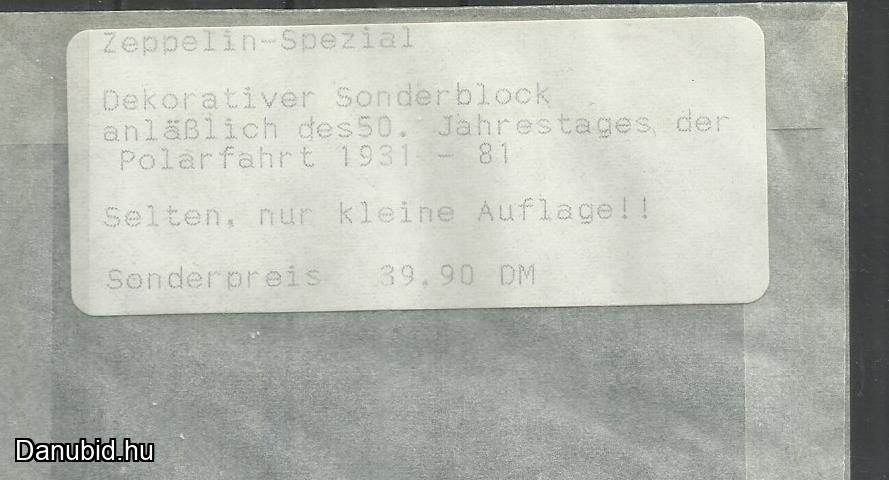 Zeppelin-Spezial
Dekorativer Sonderblock
anläßlich des50. Jahrestages der
Polarfahrt 1931 - 81
Selten, nur kleine Auflage!!
Sonderpreis 39.90 DM
Danubid.hu